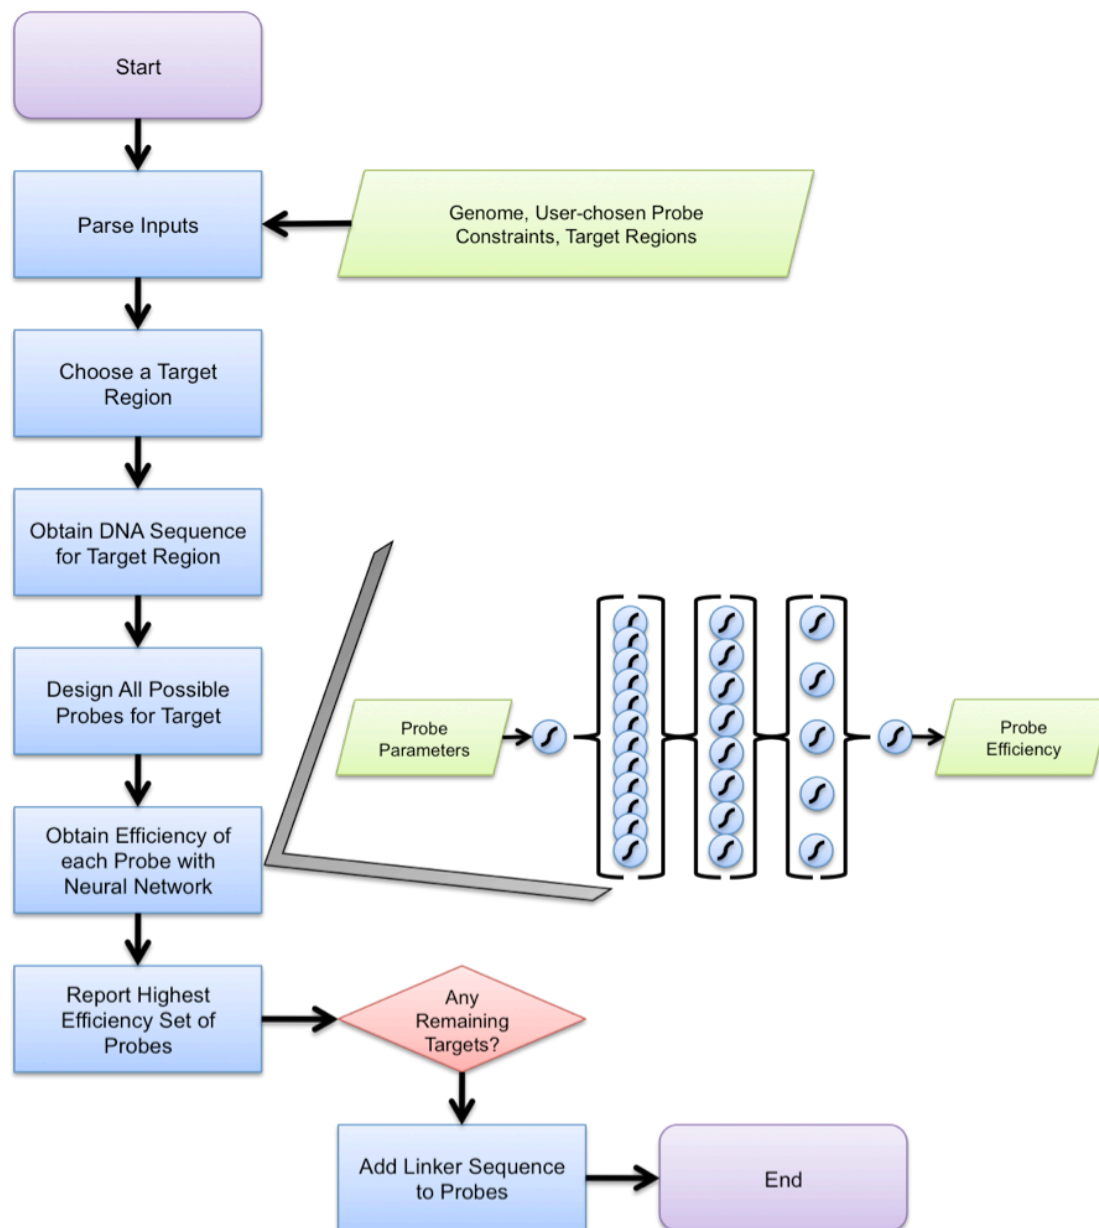 Start
Parse Inputs
Genome, User-chosen Probe
Constraints, Target Regions
Choose a Target
Region
Obtain DNA Sequence
for Target Region
Design All Possible
Probes for Target
Probe
Parameters
Probe
Efficiency
Obtain Efficiency of
each Probe with
Neural Network
Report Highest
Efficiency Set of
Probes
Any
Remaining
Targets?
Add Linker Sequence
to Probes
End